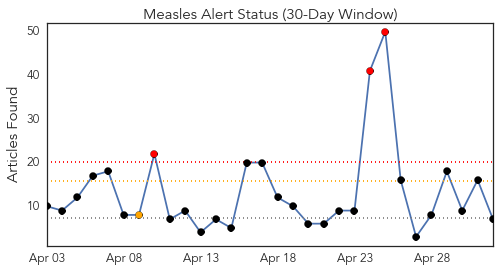 Measles Alert Status (30-Day Window)
Articles Found
50
40
30
20
10
Apr 03 Apr 08 Apr 13 Apr 18 Apr 23 Apr 28